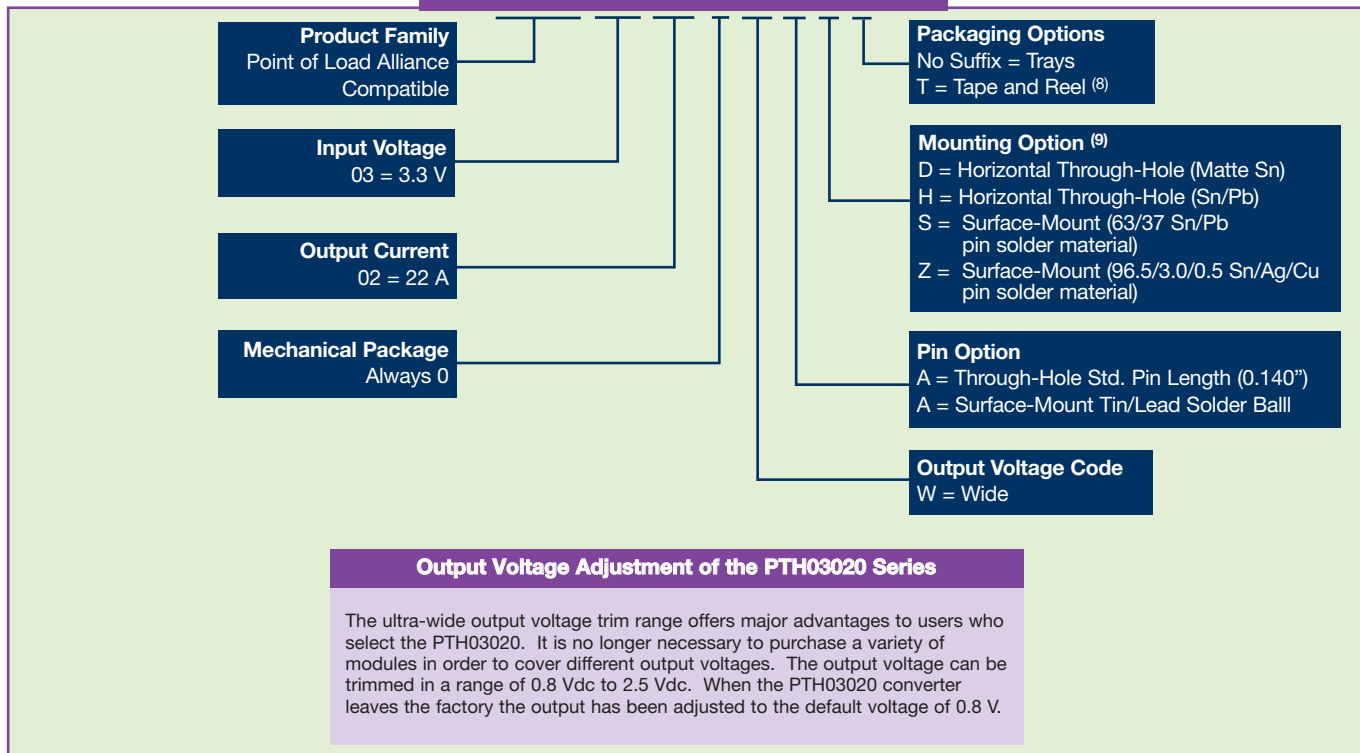 Product Family
Point of Load Alliance
Compatible
Input Voltage
03 = 3.3 V
Output Current
02 = 22 A
Mechanical Package
Always 0
Packaging Options
No Suffix = Trays
T = Tape and Reel (8)
Mounting Option (9)
D = Horizontal Through-Hole (Matte Sn)
H = Horizontal Through-Hole (Sn/Pb)
S = Surface-Mount (63/37 Sn/Pb
pin solder material)
Z = Surface-Mount (96.5/3.0/0.5 Sn/Ag/Cu
pin solder material)
Pin Option
A = Through-Hole Std. Pin Length (0.140”)
A = Surface-Mount Tin/Lead Solder Balll
Output Voltage Code
W = Wide
Output Voltage Adjustment of the PTH03020 Series
The ultra-wide output voltage trim range offers major advantages to users who
select the PTH03020. It is no longer necessary to purchase a variety of
modules in order to cover different output voltages. The output voltage can be
trimmed in a range of 0.8 Vdc to 2.5 Vdc. When the PTH03020 converter
leaves the factory the output has been adjusted to the default voltage of 0.8 V.